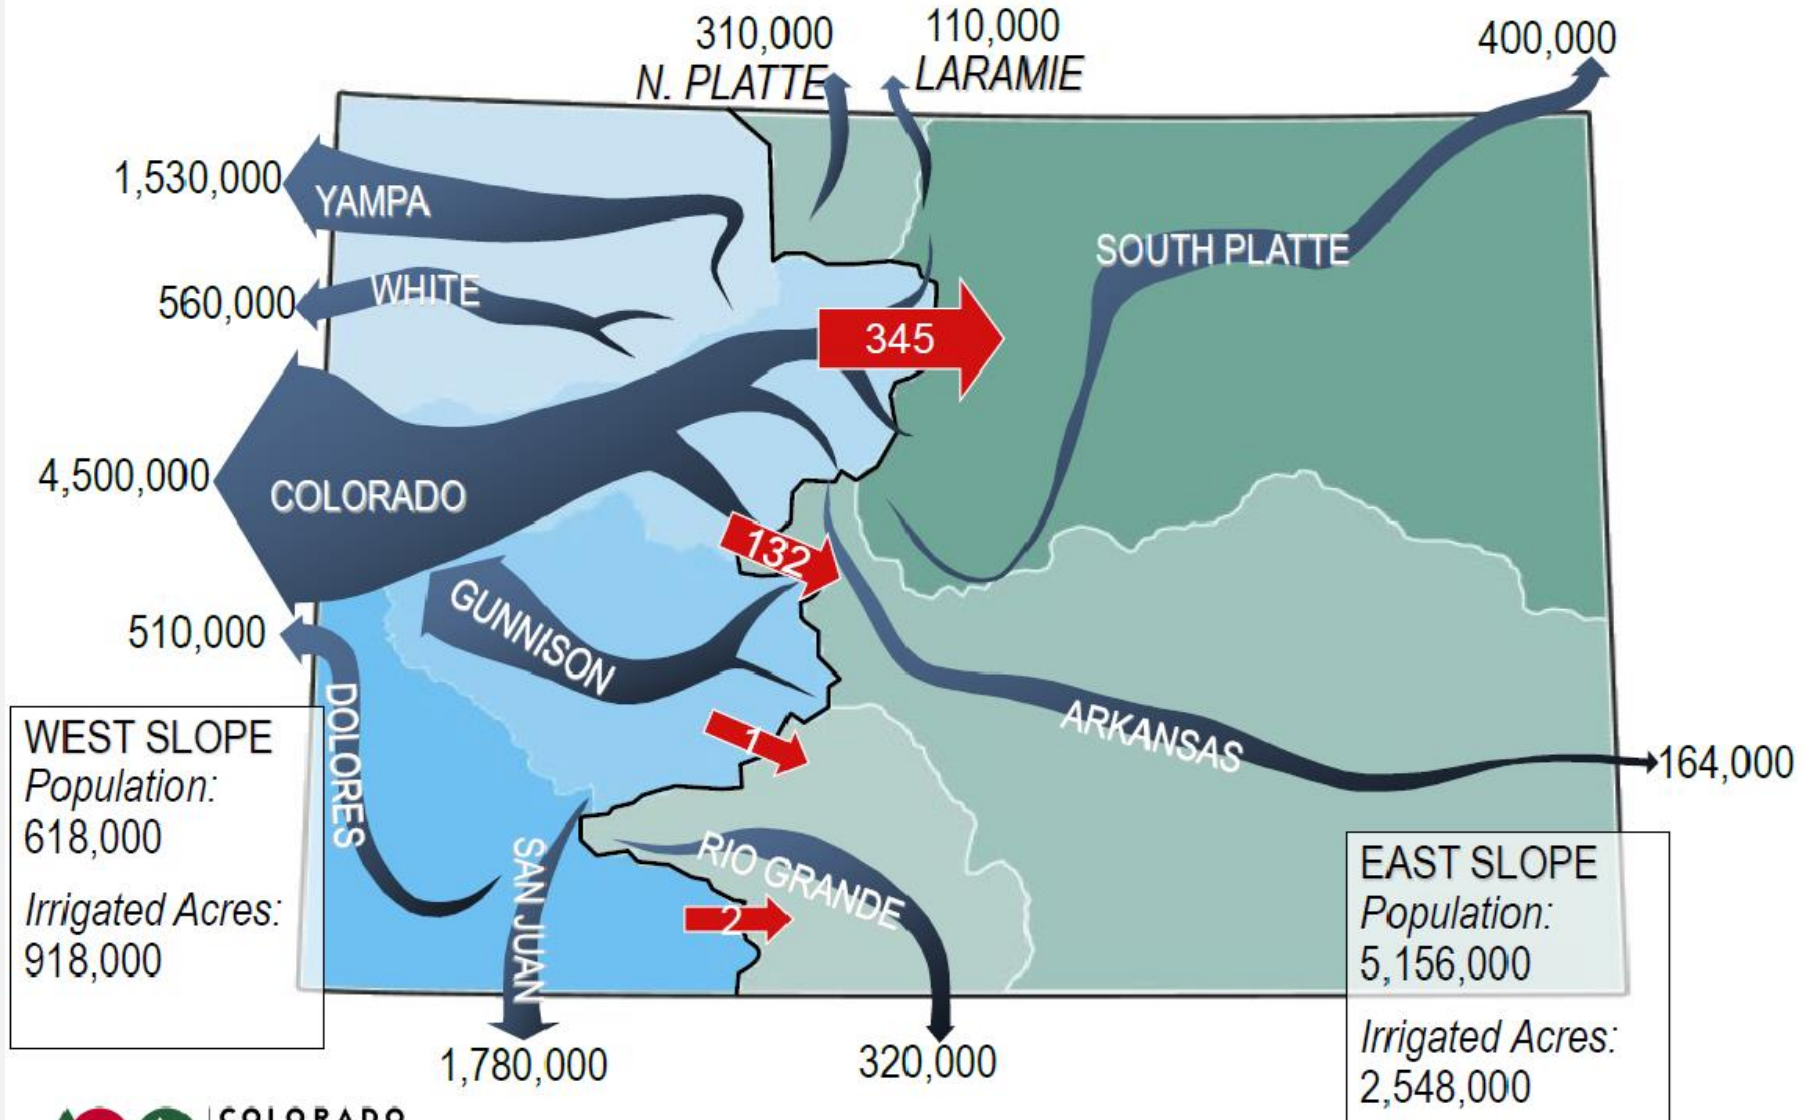 310,000
N. PLATTE
110,000
LARAMIE
400,000
1,530,000
YAMPA
SOUTH PLATTE
560,000
WHITE
345
4,500,000
COLORADO
132
510,000
GUNNISON
DOLORES
1
ARKANSAS
164,000
WEST SLOPE
Population:
618,000
Irrigated Acres:
918,000
SAN JUAN
RIO GRANDE
2
EAST SLOPE
Population:
5,156,000
Irrigated Acres:
2,548,000
1,780,000
320,000
COLORADO